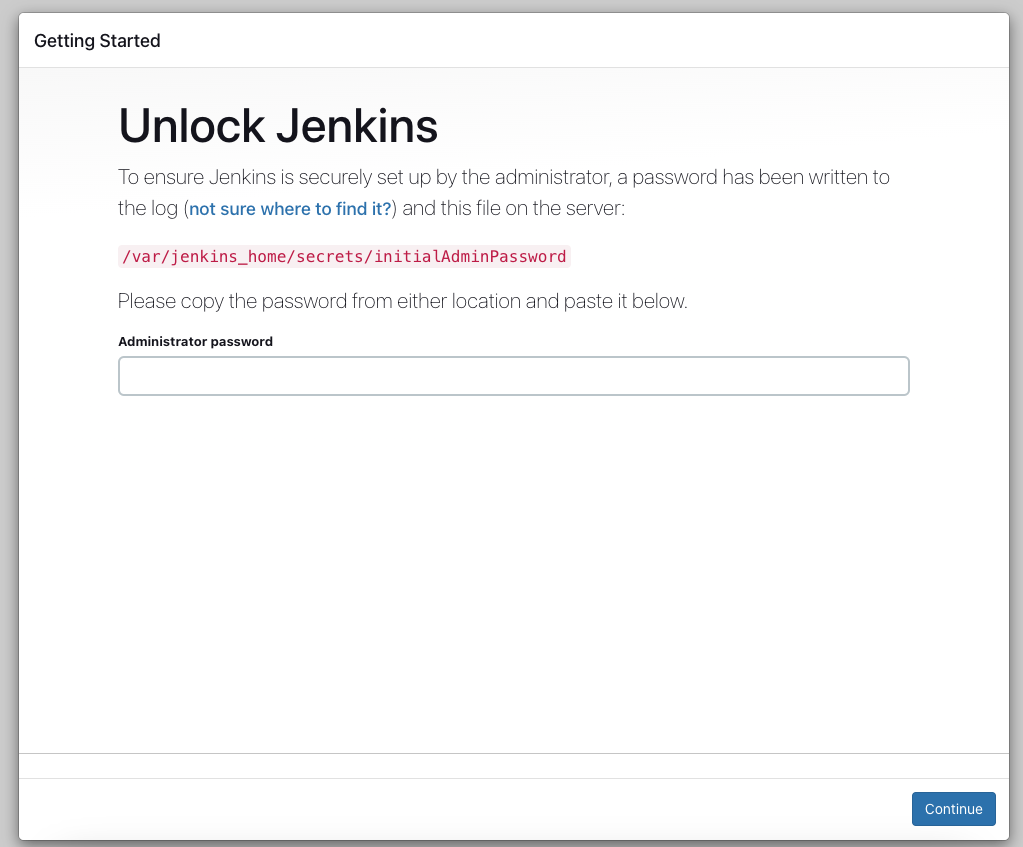 Getting Started
Unlock Jenkins
To ensure Jenkins is securely set up by the administrator, a password has been written to
the log (not sure where to find it?) and this file on the server:
/var/jenkins_home/secrets/initialAdminPassword
Please copy the password from either location and paste it below.
Administrator password
Continue